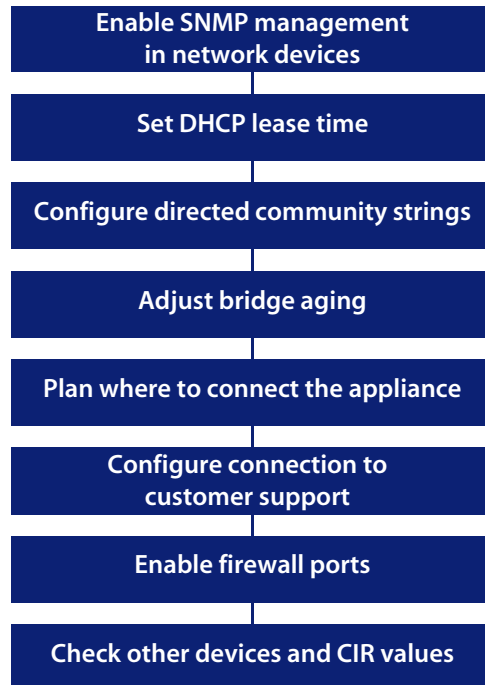 Enable SNMP management
in network devices
Set DHCP lease time
Configure directed community strings
Adjust bridge aging
Plan where to connect the appliance
Configure connection to
customer support
Enable firewall ports
Check other devices and CIR values